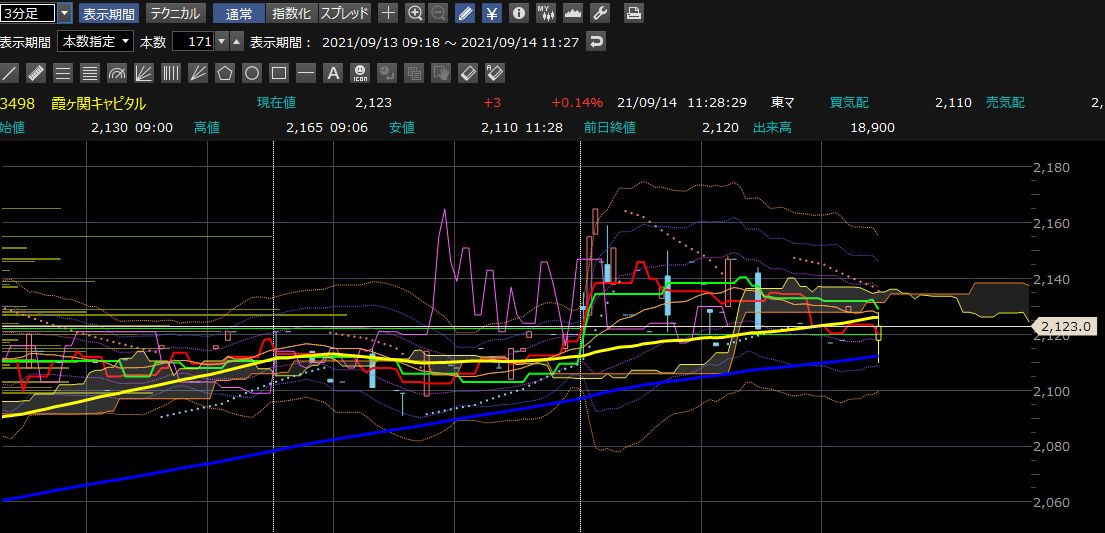 3分足 表示期間 テクニカル 通常 指数化 スプレッド ¥ MY
表示期間 本数指定 本数 171 表示期間： 2021/09/13 09:18 ～ 2021/09/14 11:27
A ICON
3498 霞ヶ関キャピタル 現在値 2,123 +3 +0.14% 21/09/14 11:28:29 東マ 買気配 2,110 売気配 2,
始値 2,130 09:00 高値 2,165 09:06 安値 2,110 11:28 前日終値 2,120 出来高 18,900
2,180
2,160
2,140
2,123.0
2,120
2,100
2,080
2,060